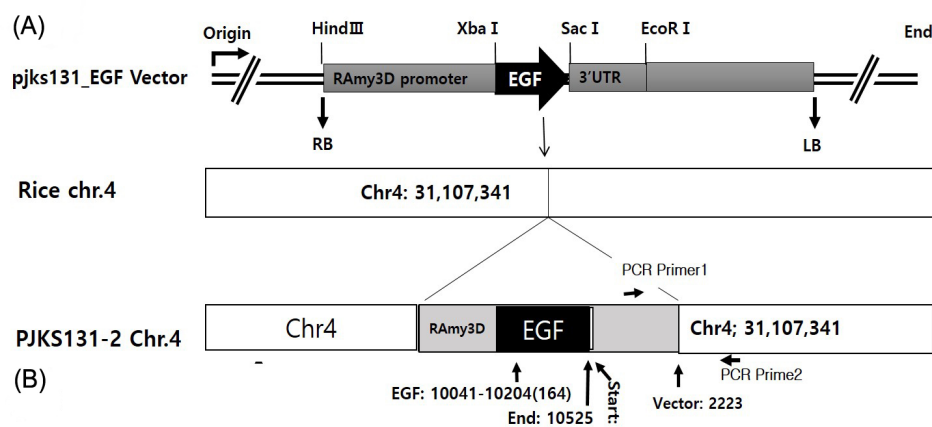 (A)
Origin
HindⅢ
Xba Ⅰ
Sac Ⅰ
EcoR Ⅰ
End
pjks131_EGF Vector
RAmy3D promoter
EGF
3'UTR
RB
LB
Rice chr.4
Chr4: 31,107,341
PCR Primer1
PJKS131-2 Chr.4
Chr4
RAmy3D
EGF
Chr4; 31,107,341
PCR Prime2
(B)
EGF: 10041-10204(164)
End: 10525
Start:
Vector: 2223